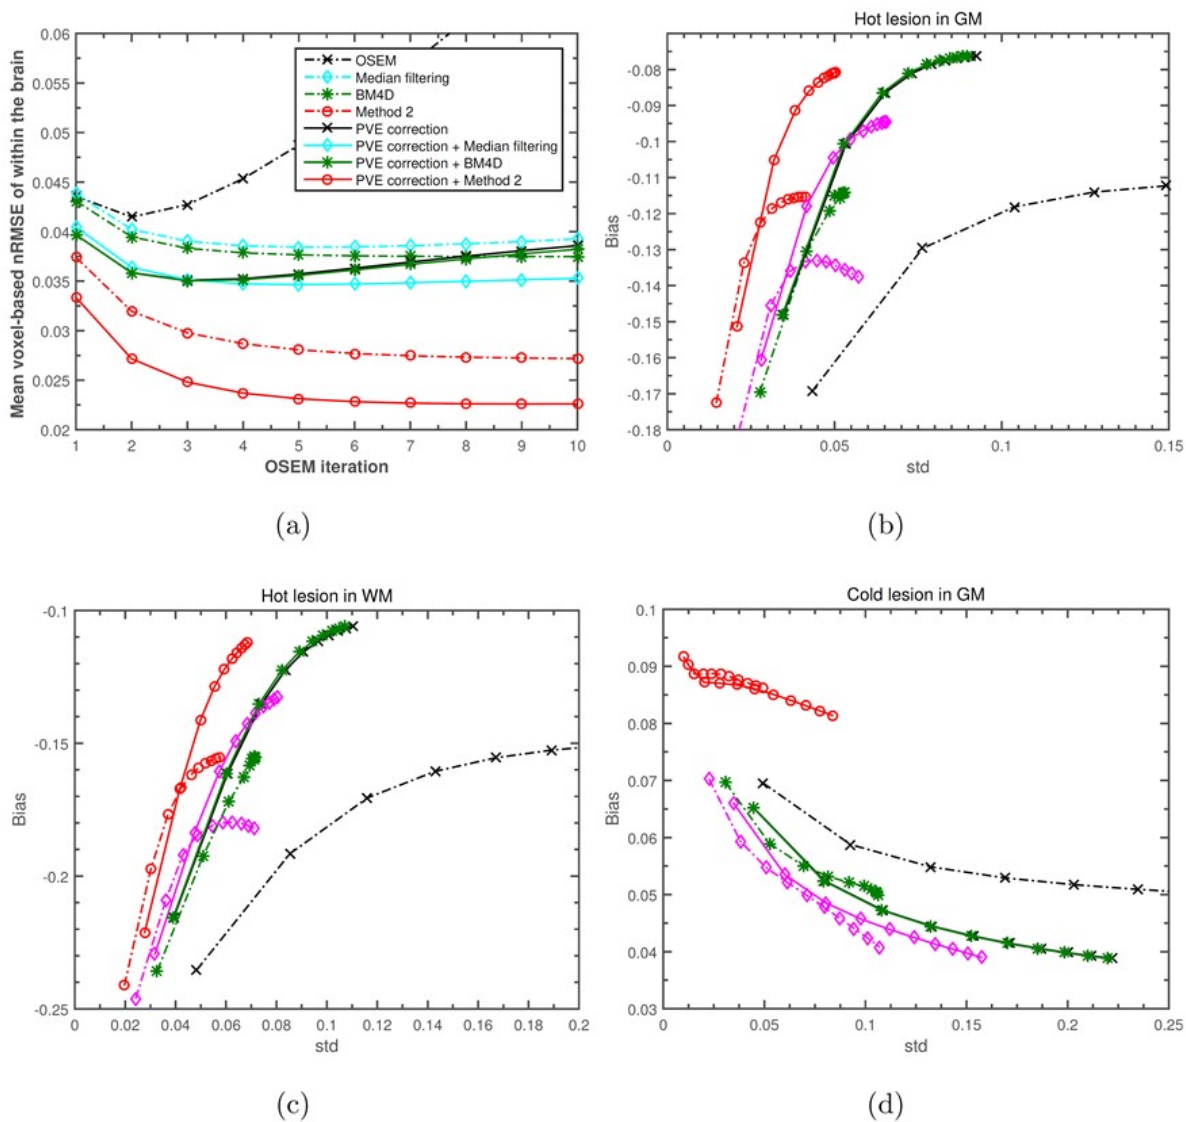 0.06
0.055
0.05
0.045
0.04
0.035
0.03
0.025
0.02
Mean voxel-based nRMSE of within the brain
OSEM
Median filtering
BM4D
Method 2
PVE correction
PVE correction + Median filtering
PVE correction + BM4D
PVE correction + Method 2
1 2 3 4 5 6 7 8 9 10
OSEM iteration
(a)
Hot lesion in GM
-0.08
-0.09
-0.1
-0.11
-0.12
-0.13
-0.14
-0.15
-0.16
-0.17
-0.18
Bias
0 0.05 0.1 0.15
std
(b)
Hot lesion in WM
-0.1
-0.15
-0.2
-0.25
Bias
0 0.02 0.04 0.06 0.08 0.1 0.12 0.14 0.16 0.18 0.2
std
(c)
Cold lesion in GM
0.1
0.09
0.08
0.07
0.06
0.05
0.04
0.03
Bias
0 0.05 0.1 0.15 0.2 0.25
std
(d)